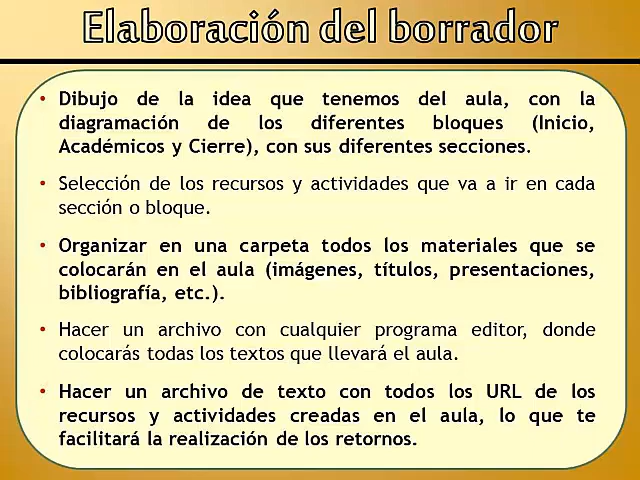 Elaboración del borrador
• Dibujo de la idea que tenemos del aula, con la
diagramación de los diferentes bloques (Inicio,
Académicos y Cierre), con sus diferentes secciones.
• Selección de los recursos y actividades que va a ir en cada
sección o bloque.
• Organizar en una carpeta todos los materiales que se
colocarán en el aula (imágenes, títulos, presentaciones,
bibliografía, etc.).
• Hacer un archivo con cualquier programa editor, donde
colocarás todas los textos que llevará el aula.
• Hacer un archivo de texto con todos los URL de los
recursos y actividades creadas en el aula, lo que te
facilitará la realización de los retornos.